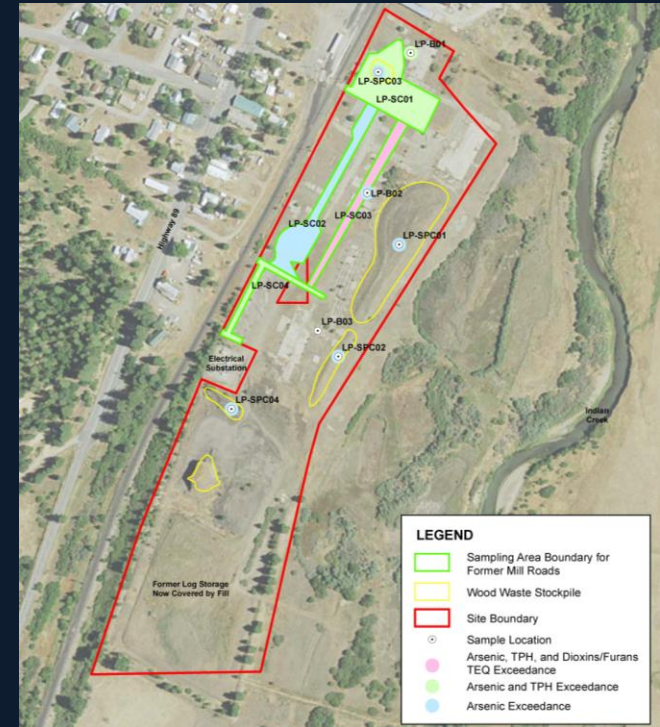 LP-B01
LP-SPC03
LP-SC01
LP-B02
LP-SC02
LP-SC03
LP-SPC01
Highway 89
LP-SC04
LP-B03
LP-SPC02
Electrical
Substation
LP-SPC04
Indian
Creek
Former Log Storage
Now Covered by Fill
LEGEND
Sampling Area Boundary for
Former Mill Roads
Wood Waste Stockpile
Site Boundary
Sample Location
Arsenic, TPH, and Dioxins/Furans
TEQ Exceedance
Arsenic and TPH Exceedance
Arsenic Exceedance